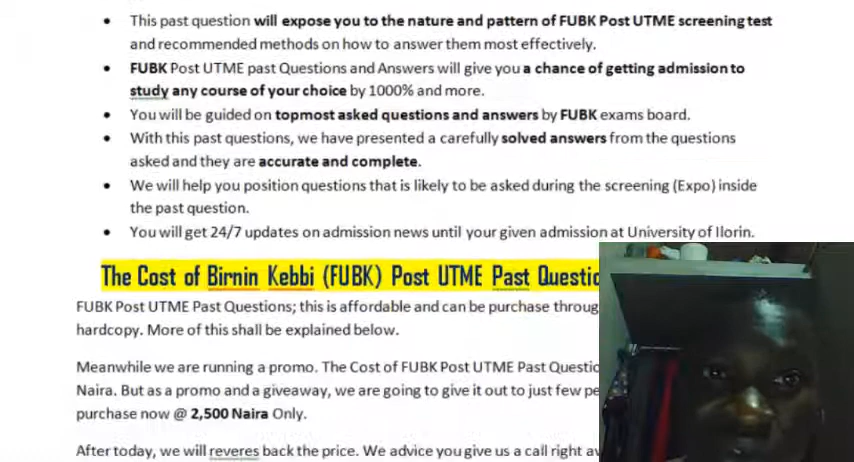 This past question will expose you to the nature and pattern of FUBK Post UTME screening test
and recommended methods on how to answer them most effectively.
FUBK Post UTME past Questions and Answers will give you a chance of getting admission to
study any course of your choice by 1000% and more.
You will be guided on topmost asked questions and answers by FUBK exams board.
With this past questions, we have presented a carefully solved answers from the questions
asked and they are accurate and complete.
We will help you position questions that is likely to be asked during the screening (Expo) inside
the past question.
You will get 24/7 updates on admission news until your given admission at University of Ilorin.
The Cost of Birnin Kebbi (FUBK) Post UTME Past
FUBK Post UTME Past Questions; this is affordable and can be purchase
hardcopy. More of this shall be explained below.
Meanwhile we are running a promo. The Cost of FUBK Post UTME Past
Naira. But as a promo and a giveaway, we are going to give it out to just few
purchase now @ 2,500 Naira Only.
After today, we will reveres back the price. We advice you give us a call right